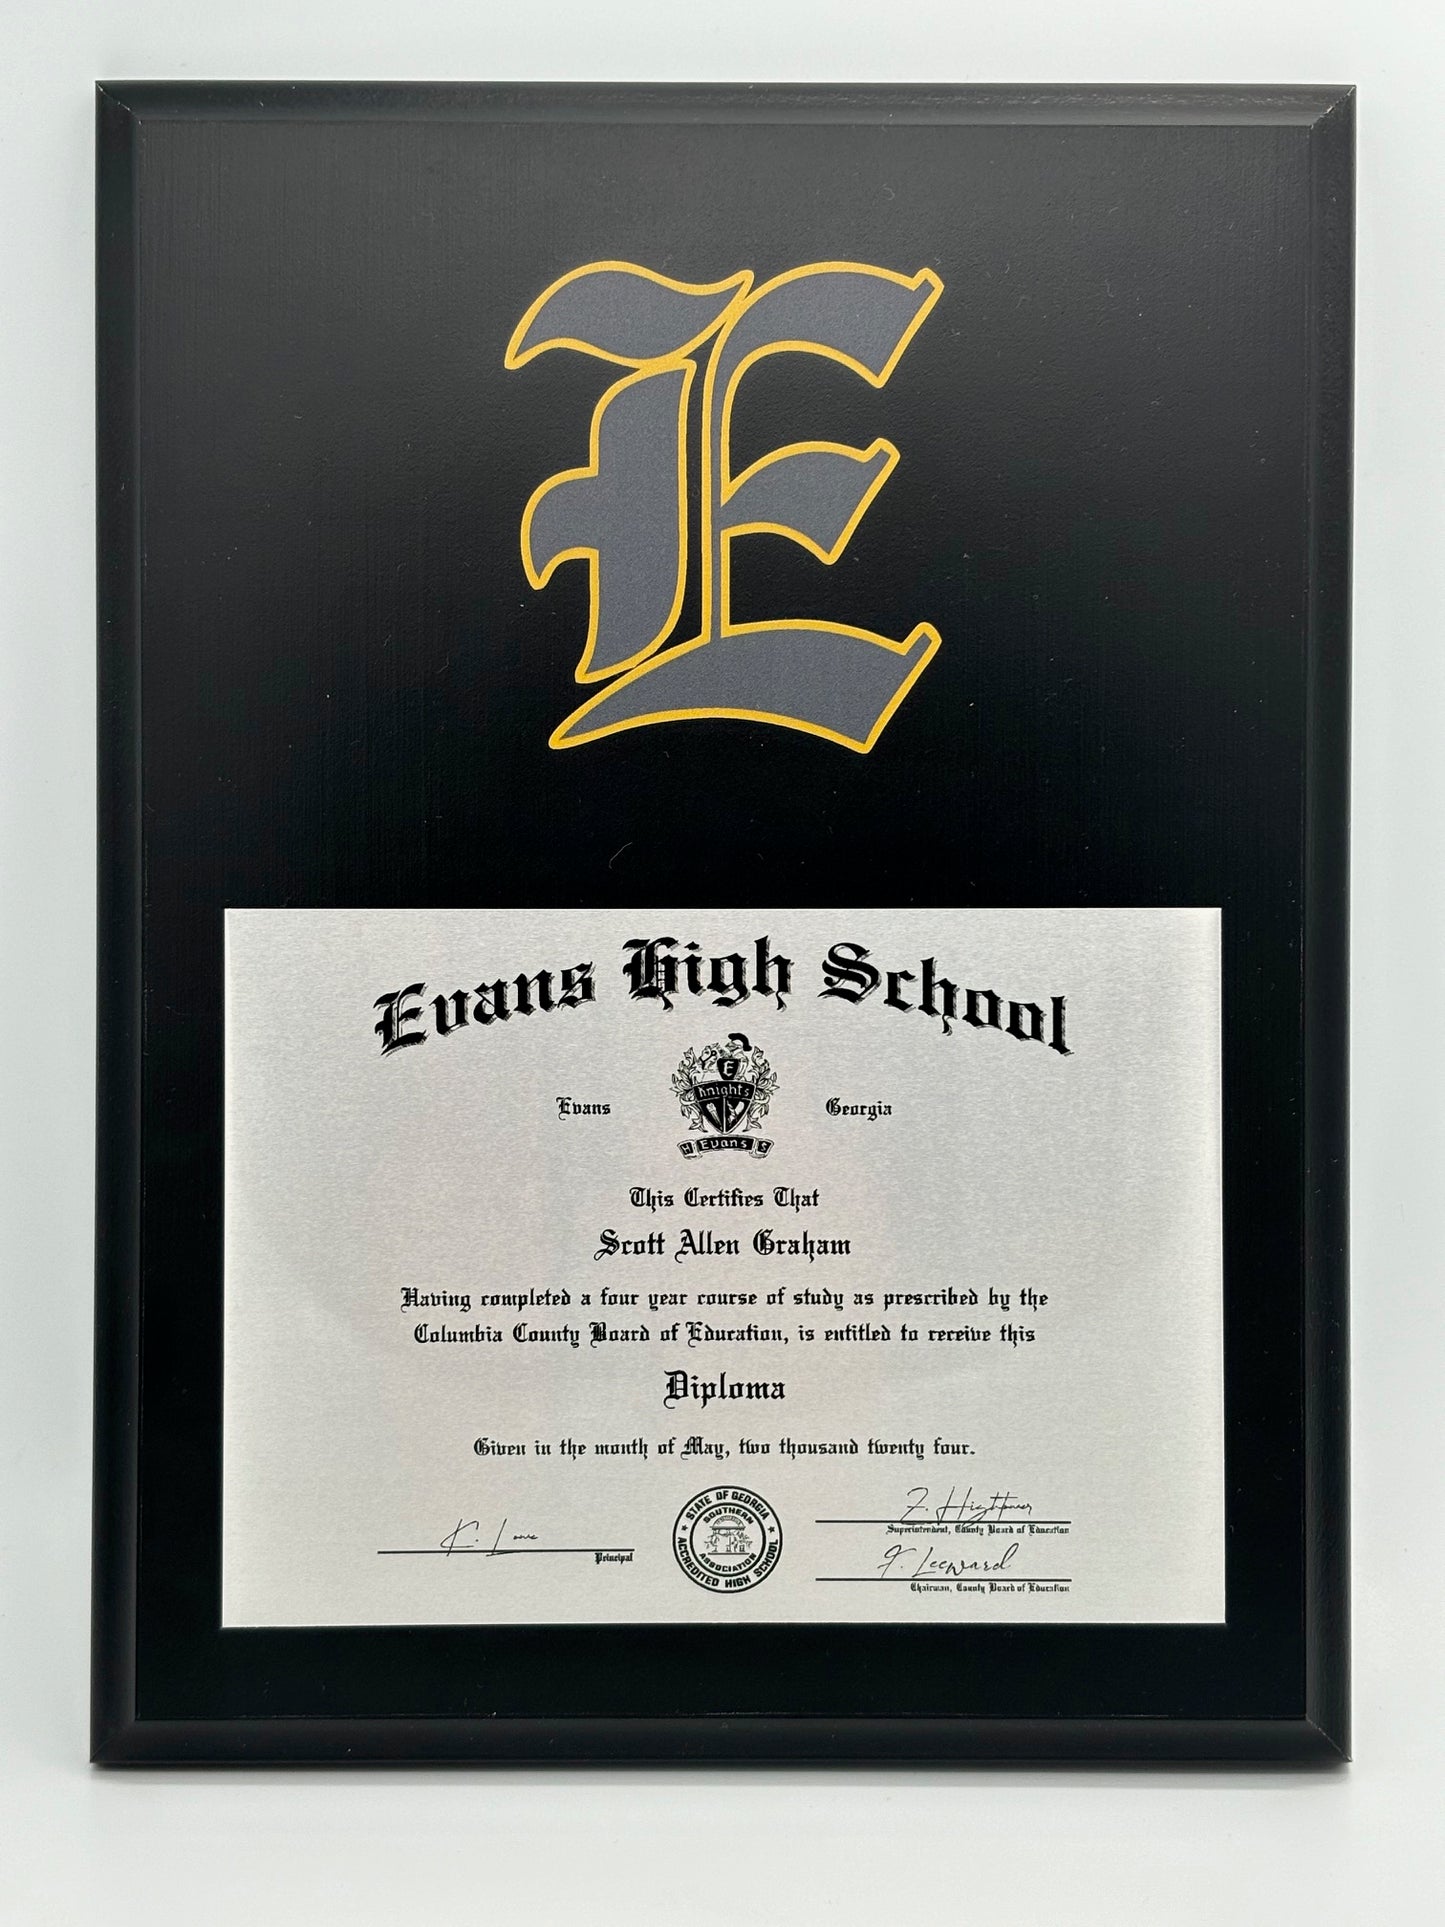 E
Evans High School
E
Knights
Evans
Georgia
H Evans S
This Certifies That
Scott Allen Graham
Having completed a four year course of study as prescribed by the
Columbia County Board of Education, is entitled to receive this
Diploma
Given in the month of May, two thousand twenty four.
K. Lowe
Principal
STATE OF GEORGIA
SOUTHERN
ASSOCIATION
ACCREDITED HIGH SCHOOL
Z. Hightower
Superintendent, County Board of Education
F. Leeward
Chairman, County Board of Education